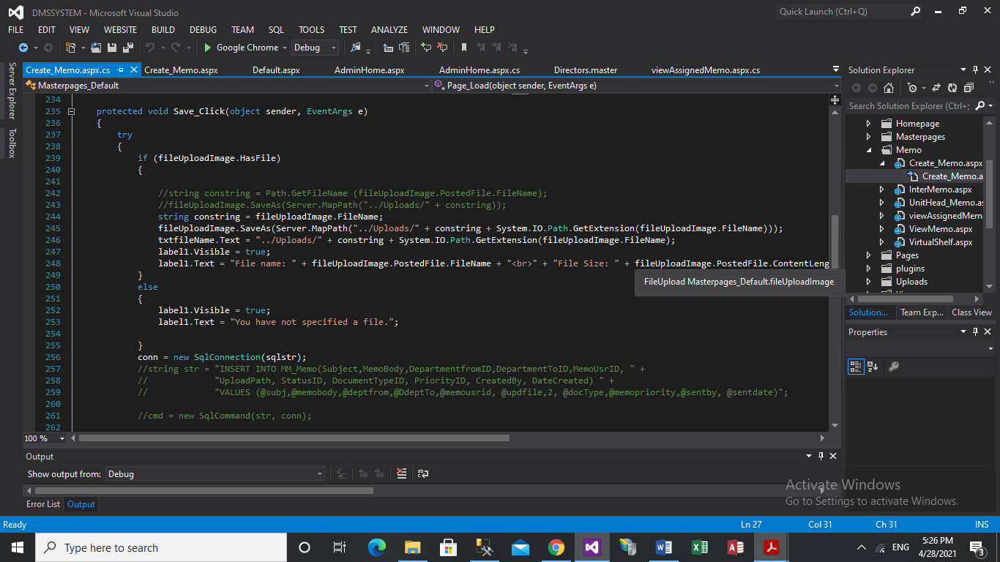 DMSSYSTEM - Microsoft Visual Studio
Quick Launch (Ctrl+Q)
FILE EDIT VIEW WEBSITE BUILD DEBUG TEAM SQL TOOLS TEST ANALYZE WINDOW HELP
Google Chrome Debug
Server Explorer
Toolbox
Create_Memo.aspx.cs Create_Memo.aspx Default.aspx AdminHome.aspx AdminHome.aspx.cs Directors.master viewAssignedMemo.aspx.cs
Masterpages_Default Page_Load(object sender, EventArgs e)
234
235 protected void Save_Click(object sender, EventArgs e)
236 {
237 try
238 {
239 if (fileUploadImage.HasFile)
240 {
241
242 //string constring = Path.GetFileName (fileUploadImage.PostedFile.FileName);
243 //fileUploadImage.SaveAs(Server.MapPath("../Uploads/" + constring));
244 string constring = fileUploadImage.FileName;
245 fileUploadImage.SaveAs(Server.MapPath("../Uploads/" + constring + System.IO.Path.GetExtension(fileUploadImage.FileName)));
246 txtfileName.Text = "../Uploads/" + constring + System.IO.Path.GetExtension(fileUploadImage.FileName);
247 label1.Visible = true;
248 label1.Text = "File name: " + fileUploadImage.PostedFile.FileName + "<br>" + "File Size: " + fileUploadImage.PostedFile.ContentLeng
249 }
250 else
251 {
252 label1.Visible = true;
253 label1.Text = "You have not specified a file.";
254
255 }
256 conn = new SqlConnection(sqlstr);
257 //string str = "INSERT INTO MM_Memo(Subject,MemoBody,DepartmentfromID,DepartmentToID,MemoUsrID, " +
258 // "UploadPath, StatusID, DocumentTypeID, PriorityID, CreatedBy, DateCreated) " +
259 // "VALUES (@subj,@memobody,@deptfrom,@DdeptTo,@memousrid, @updfile,2, @docType,@memopriority,@sentby, @sentdate)";
260
261 //cmd = new SqlCommand(str, conn);
262
FileUpload Masterpages_Default.fileUploadImage
100 %
Solution Explorer
Search Solution Explorer (Ctrl+;
Homepage
Masterpages
Memo
Create_Memo.aspx
Create_Memo.a
InterMemo.aspx
UnitHead_Memo.as
viewAssignedMem
ViewMemo.aspx
VirtualShelf.aspx
Pages
plugins
Uploads
Solution... Team Exp... Class View
Properties
Output
Show output from: Debug
Error List Output
Activate Windows
Go to Settings to activate Windows.
Ready Ln 27 Col 31 Ch 31 INS
Type here to search
ENG
5:26 PM
4/28/2021
3